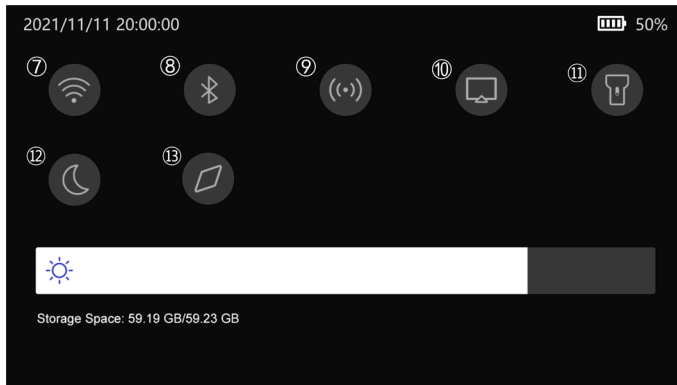 2021/11/11 20:00:00 50%
⑦ ⑧ ⑨ ⑩ ⑪
⑫ ⑬
Storage Space: 59.19 GB/59.23 GB